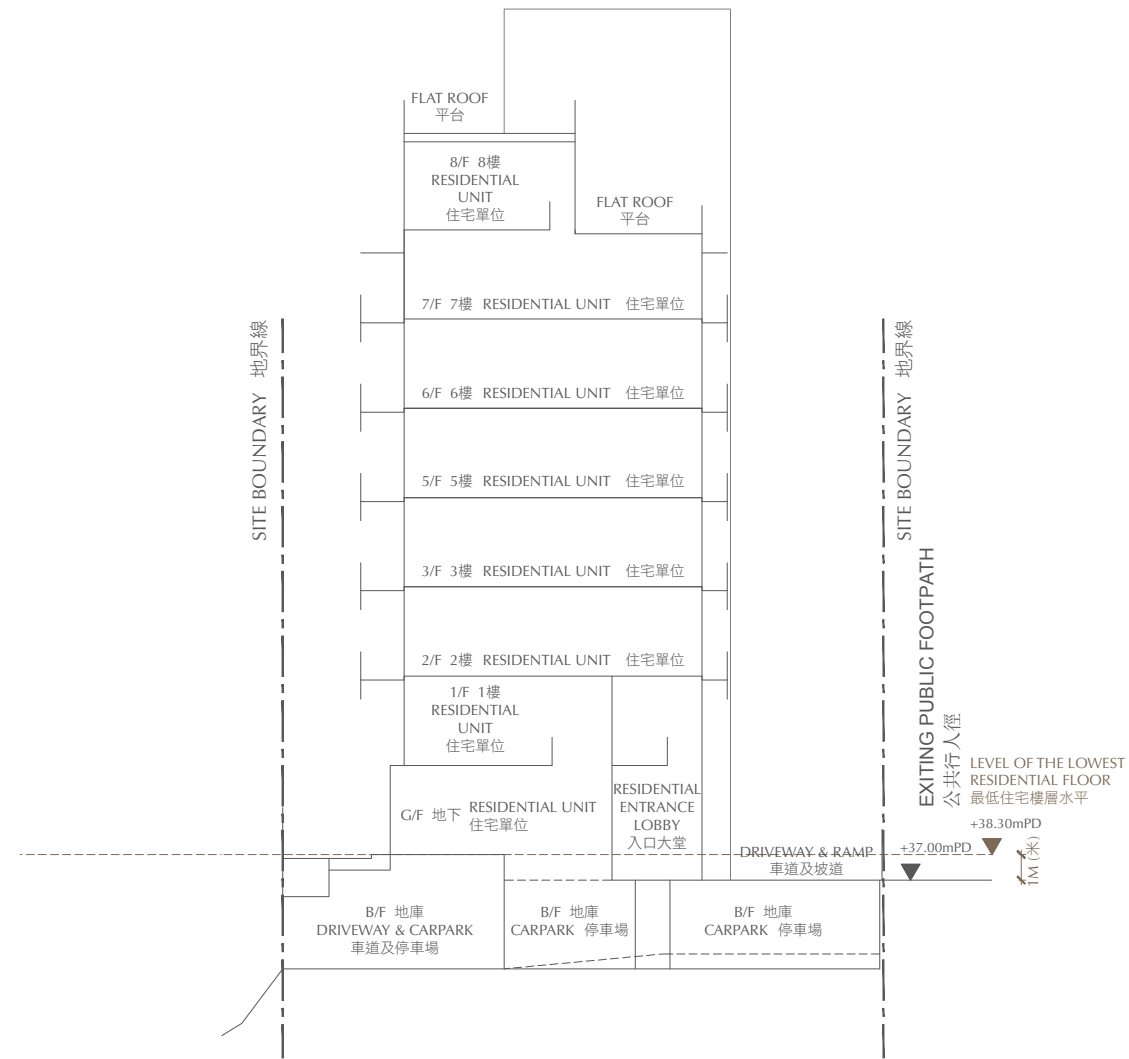 FLAT ROOF
平台
8/F 8樓
RESIDENTIAL
UNIT
住宅單位
FLAT ROOF
平台
7/F 7樓 RESIDENTIAL UNIT 住宅單位
6/F 6樓 RESIDENTIAL UNIT 住宅單位
5/F 5樓 RESIDENTIAL UNIT 住宅單位
3/F 3樓 RESIDENTIAL UNIT 住宅單位
2/F 2樓 RESIDENTIAL UNIT 住宅單位
SITE BOUNDARY 地界線
SITE BOUNDARY 地界線
1/F 1樓
RESIDENTIAL
UNIT
住宅單位
G/F 地下 RESIDENTIAL UNIT
住宅單位
RESIDENTIAL
ENTRANCE
LOBBY
入口大堂
EXITING PUBLIC FOOTPATH
公共行人徑
LEVEL OF THE LOWEST
RESIDENTIAL FLOOR
最低住宅樓層水平
+38.30mPD
+37.00mPD
1M (米)
DRIVEWAY & RAMP
車道及坡道
B/F 地庫
DRIVEWAY & CARPARK
車道及停車場
B/F 地庫
CARPARK 停車場
B/F 地庫
CARPARK 停車場